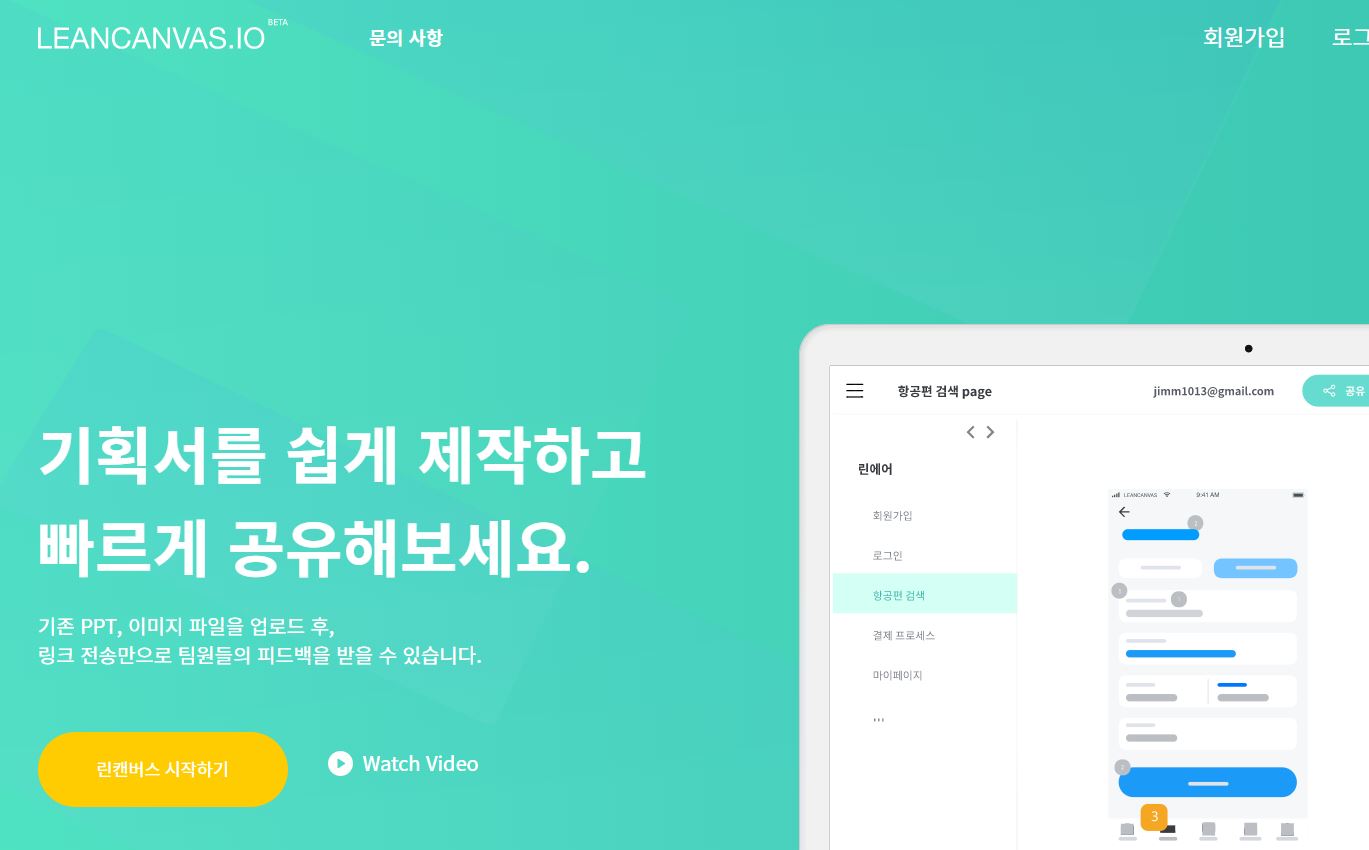 LEANCANVAS.IO BETA
문의 사항
회원가입
로그
기획서를 쉽게 제작하고
빠르게 공유해보세요.
기존 PPT, 이미지 파일을 업로드 후,
링크 전송만으로 팀원들의 피드백을 받을 수 있습니다.
린캔버스 시작하기
Watch Video
항공편 검색 page
jimm1013@gmail.com
공유
린에어
회원가입
로그인
항공편 검색
결제 프로세스
마이페이지
...
LEANCANVAS
9:41 AM
3